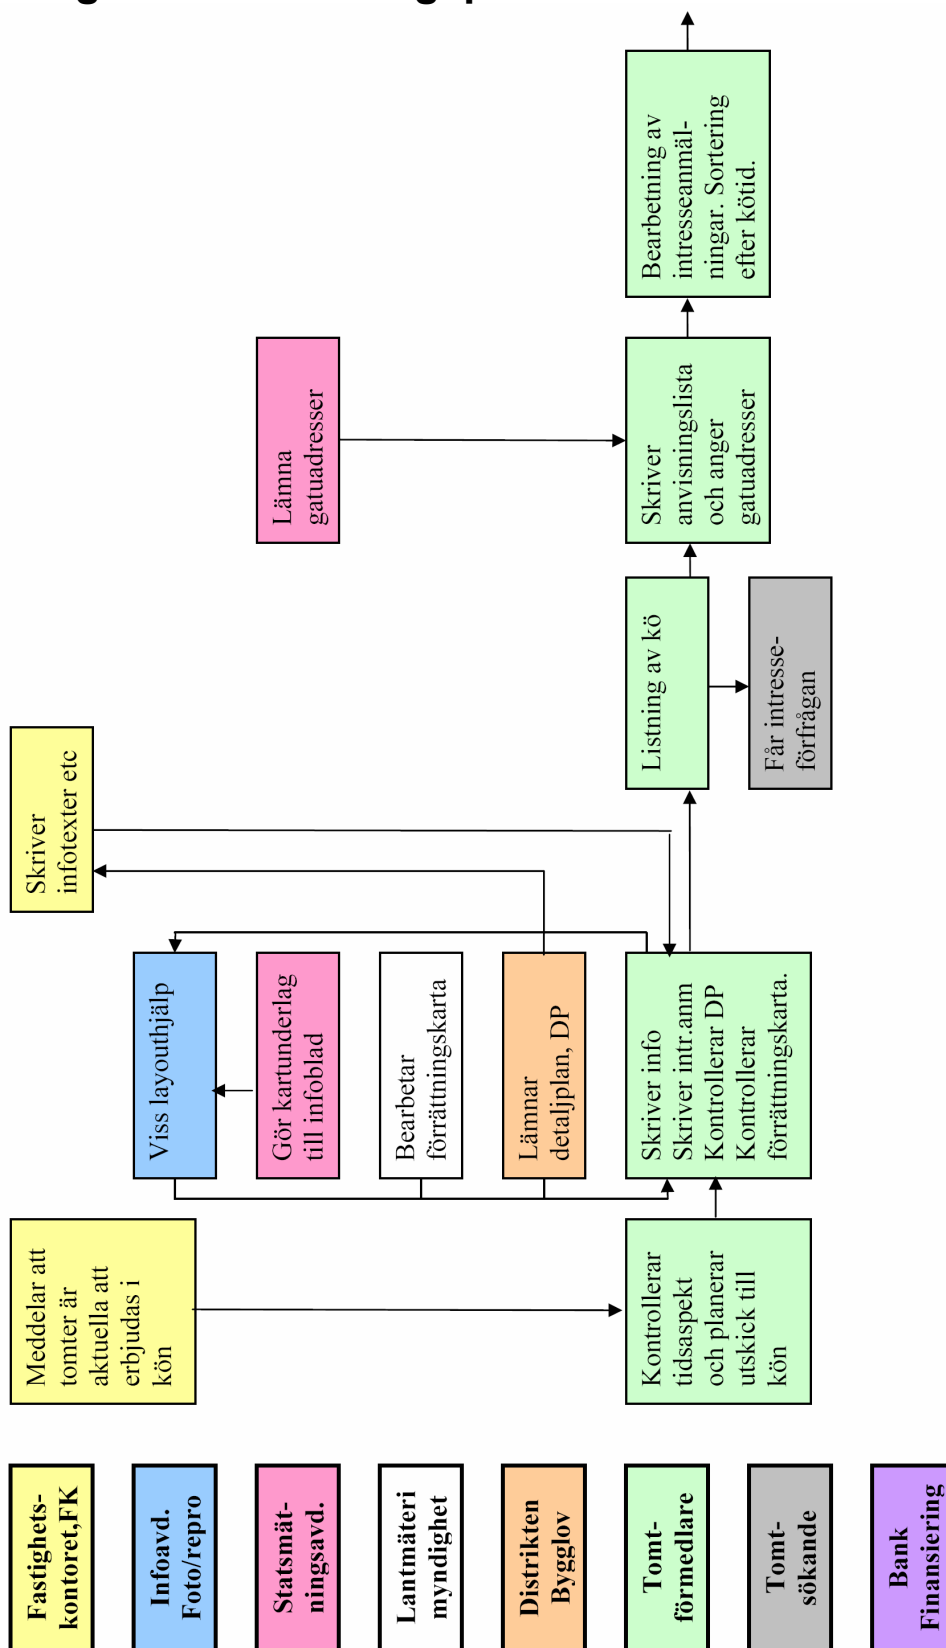 Fastighets-
kontoret,FK
Infoavd.
Foto/repro
Statsmät-
ningsavd.
Lantmäteri
myndighet
Distrikten
Bygglov
Tomt-
förmedlare
Tomt-
sökande
Bank
Finansiering
Meddelar att
tomter är
aktuella att
erbjudas i
kön
Kontrollerar
tidsaspekt
och planerar
utskick till
kön
Viss layouthjälp
Gör kartunderlag
till infoblad
Bearbetar
förrättningskarta
Lämnar
detaljplan, DP
Skriver info
Skriver intr.anm
Kontrollerar DP
Kontrollerar
förrättningskarta.
Skriver
infotexter etc
Listning av kö
Får intresse-
förfrågan
Lämna
gatuadresser
Skriver
anvisningslista
och anger
gatuadresser
Bearbetning av
intresseanmäl-
ningar. Sortering
efter kötid.